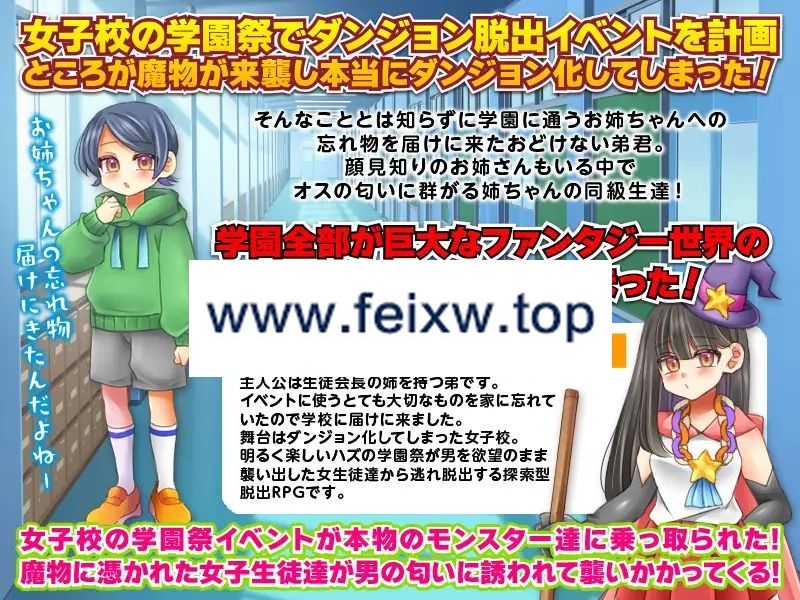 女子校の学園祭でダンジョン脱出イベントを計画
ところが魔物が来襲し本当にダンジョン化してしまった!
そんなこととは知らずに学園に通うお姉ちゃんへの
忘れ物を届けに来たおどけない弟君。
顔見知りのお姉さんもいる中で
オスの匂いに群がる姉ちゃんの同級生達!
お姉ちゃんの忘れ物
届けにきたんだよねー
学園全部が巨大なファンタジー世界の
った!
www.feixw.top
主人公は生徒会長の姉を持つ弟です。
イベントに使うとても大切なものを家に忘れて
いたので学校に届けに来ました。
舞台はダンジョン化してしまった女子校。
明るく楽しいハズの学園祭が男を欲望のまま
襲い出した女生徒達から逃れ脱出する探索型
脱出RPGです。
女子校の学園祭イベントが本物のモンスター達に乗っ取られた!
魔物に憑かれた女子生徒達が男の匂いに誘われて襲いかかってくる!